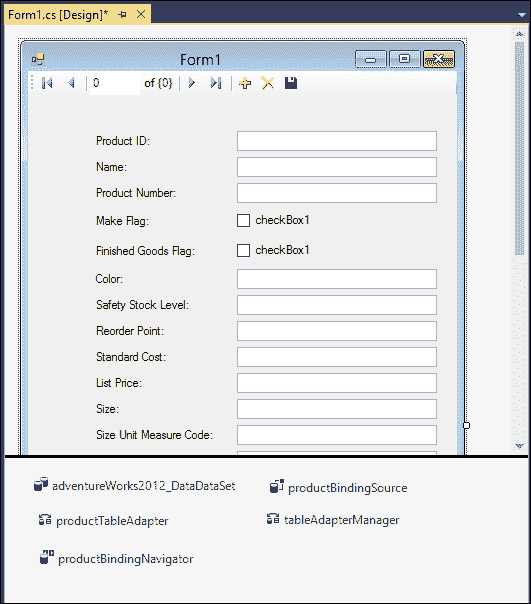 Form1.cs [Design]*
Form1
0 of {0}
Product ID:
Name:
Product Number:
Make Flag: checkBox1
Finished Goods Flag: checkBox1
Color:
Safety Stock Level:
Reorder Point:
Standard Cost:
List Price:
Size:
Size Unit Measure Code:
adventureWorks2012_DataDataSet productBindingSource
productTableAdapter tableAdapterManager
productBindingNavigator